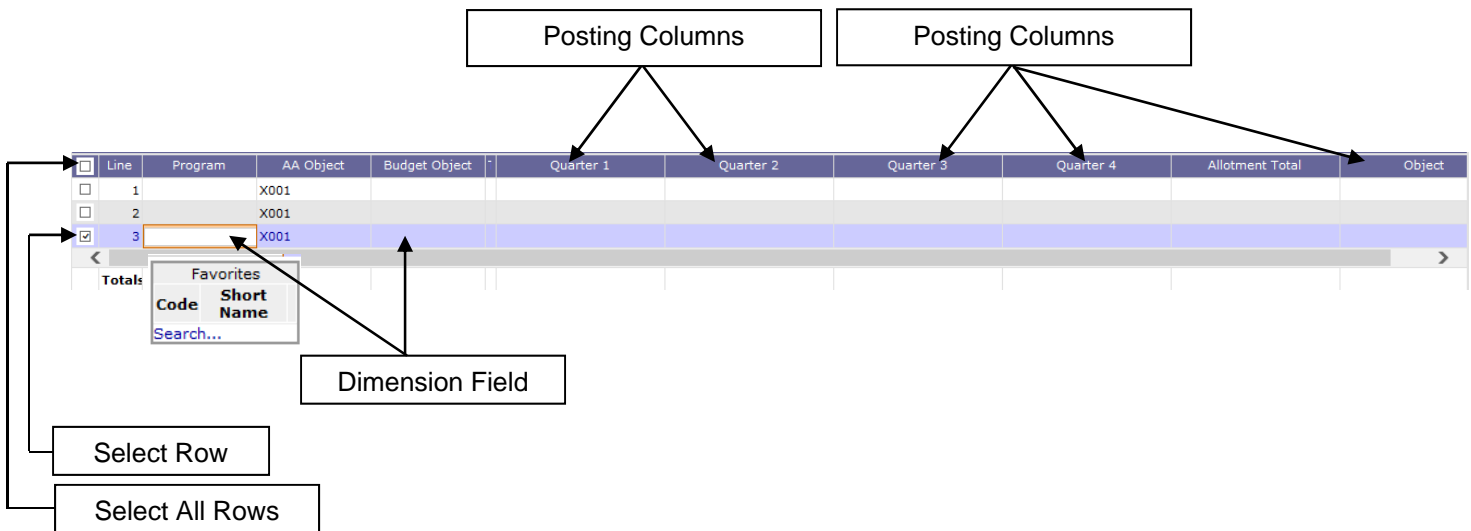 Posting Columns Posting Columns
Line Program AA Object Budget Object - Quarter 1 Quarter 2 Quarter 3 Quarter 4 Allotment Total Object
1 X001
2 X001
3 X001
Totals
Favorites
Code Short Name
Search...
Dimension Field
Select Row
Select All Rows